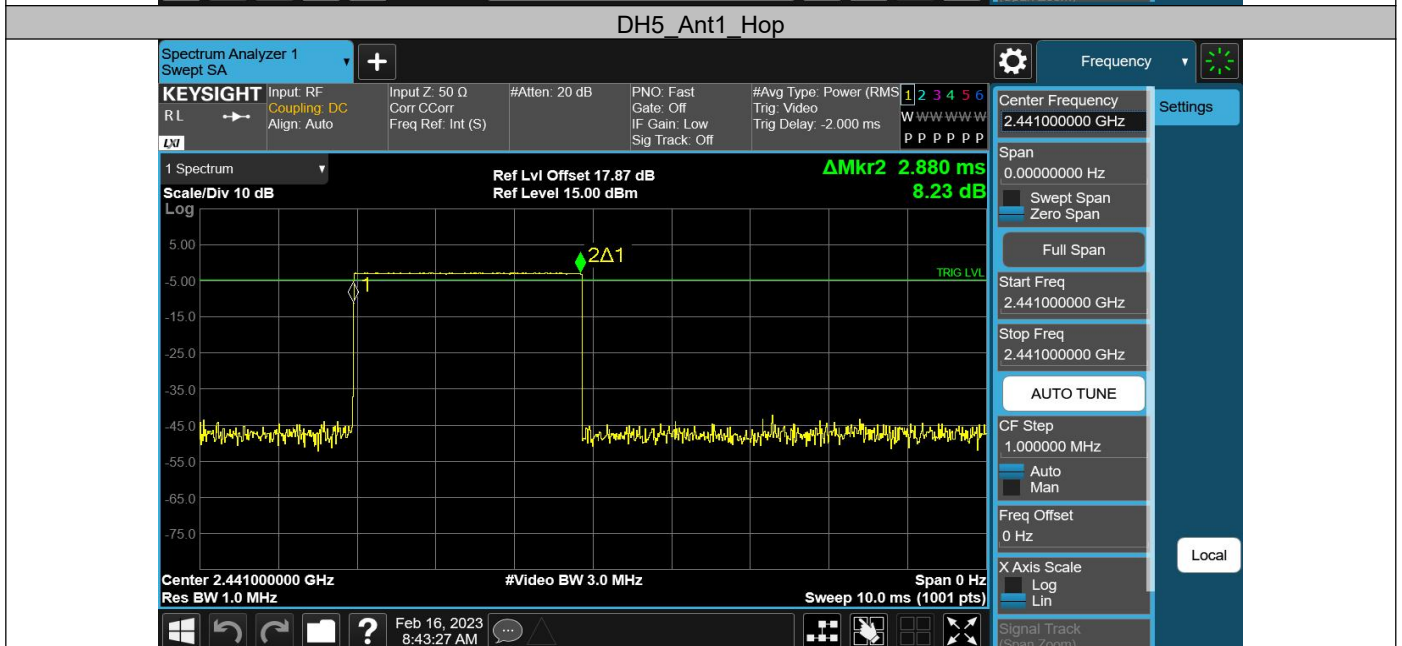 DH5_Ant1_Hop
Spectrum Analyzer 1
Swept SA
Frequency
KEYSIGHT
RL
LXI
Input: RF
Coupling: DC
Align: Auto
Input Z: 50 Ω
Corr CCorr
Freq Ref: Int (S)
#Atten: 20 dB
PNO: Fast
Gate: Off
IF Gain: Low
Sig Track: Off
#Avg Type: Power (RMS
Trig: Video
Trig Delay: -2.000 ms
1 2 3 4 5 6
W W W W W W
P P P P P P
1 Spectrum
Scale/Div 10 dB
Ref Lvl Offset 17.87 dB
Ref Level 15.00 dBm
ΔMkr2 2.880 ms
8.23 dB
Log
5.00
-5.00
-15.0
-25.0
-35.0
-45.0
-55.0
-65.0
-75.0
2Δ1
1
TRIG LVL
Center 2.441000000 GHz
#Video BW 3.0 MHz
Span 0 Hz
Res BW 1.0 MHz
Sweep 10.0 ms (1001 pts)
?
Feb 16, 2023
8:43:27 AM
Center Frequency
2.441000000 GHz
Settings
Span
0.00000000 Hz
Swept Span
Zero Span
Full Span
Start Freq
2.441000000 GHz
Stop Freq
2.441000000 GHz
AUTO TUNE
CF Step
1.000000 MHz
Auto
Man
Freq Offset
0 Hz
X Axis Scale
Log
Lin
Local
Signal Track
(Span Zoom)